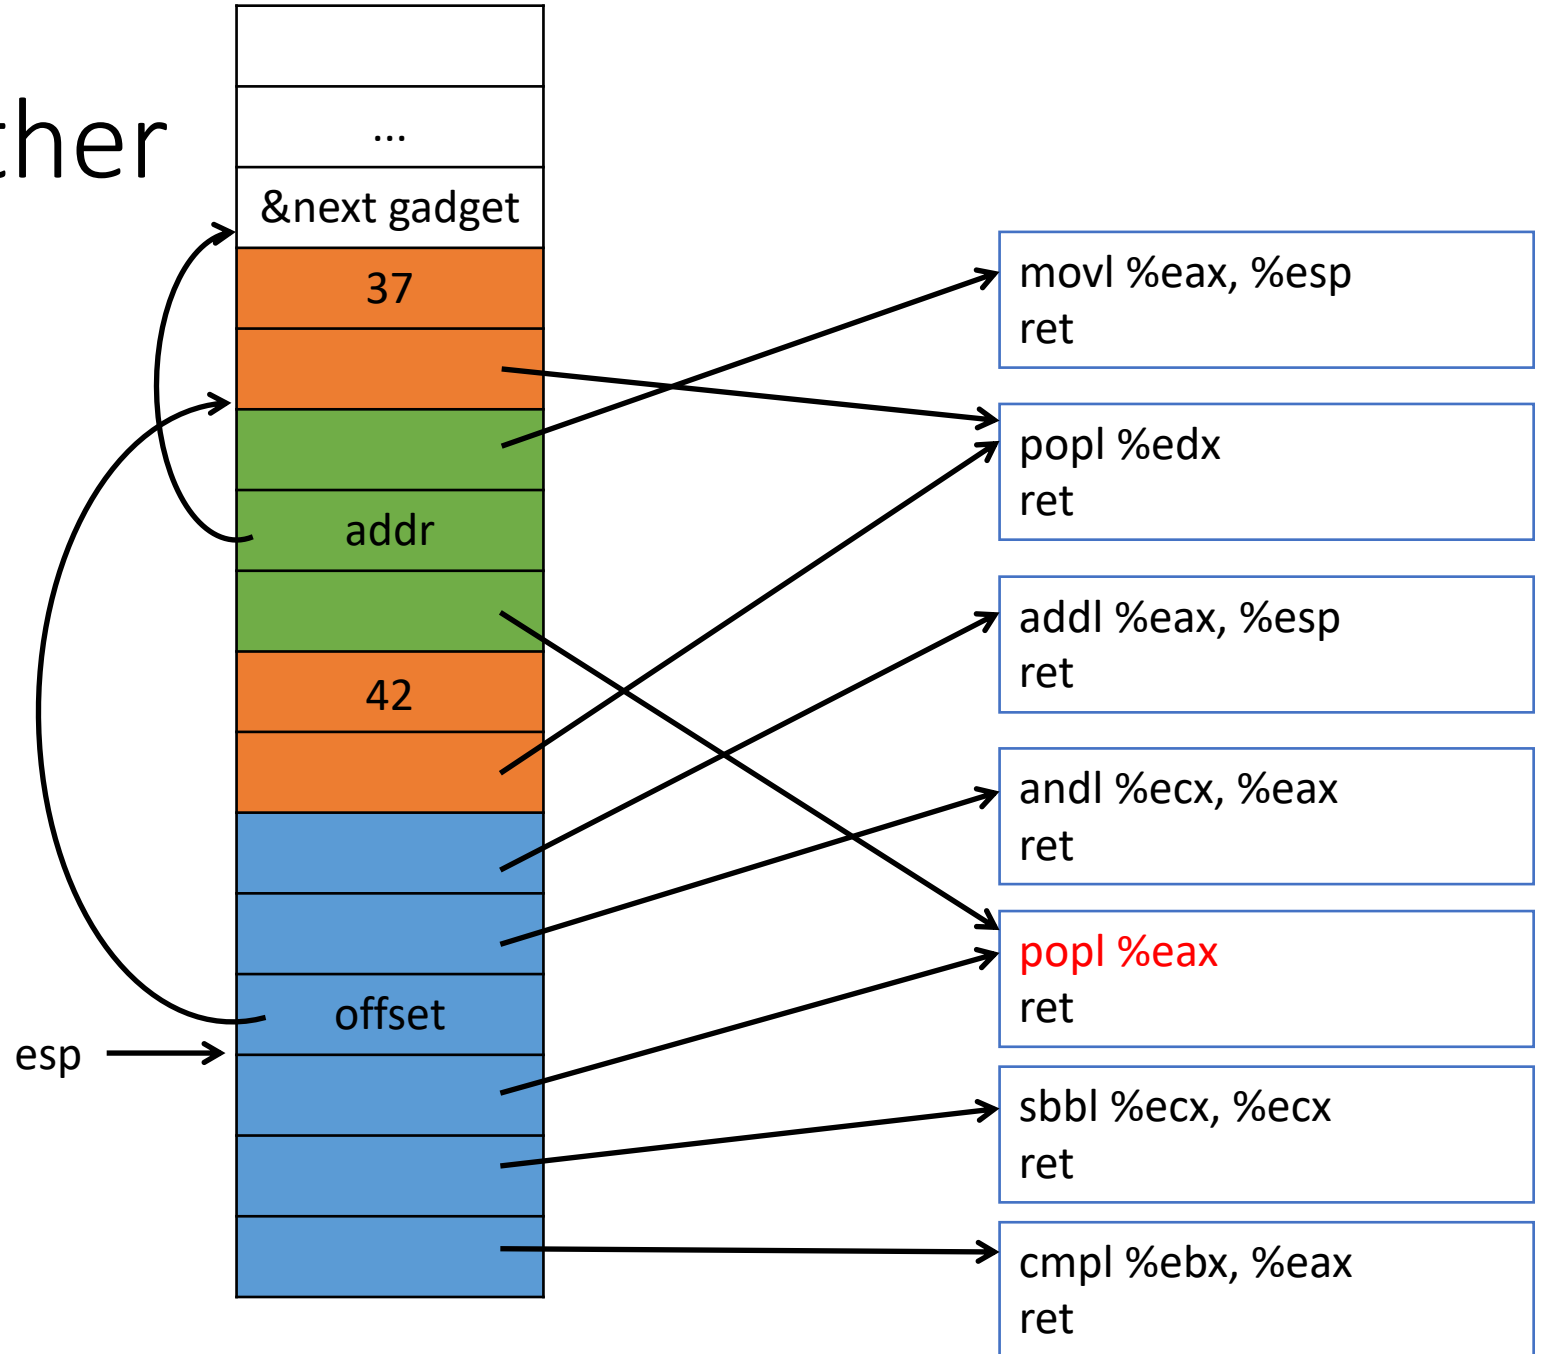 ther
...
&next gadget
37
addr
42
offset
esp
movl %eax, %esp
ret
popl %edx
ret
addl %eax, %esp
ret
andl %ecx, %eax
ret
popl %eax
ret
sbbl %ecx, %ecx
ret
cmpl %ebx, %eax
ret